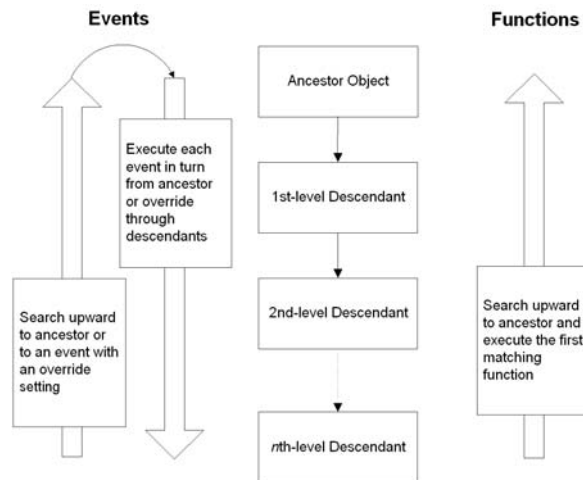 Events
Functions
Ancestor Object
Execute each
event in turn
from ancestor
or override
through
descendants
1st-level Descendant
Search upward
to ancestor or
to an event with
an override
setting
2nd-level Descendant
Search upward
to ancestor and
execute the first
matching
function
nth-level Descendant